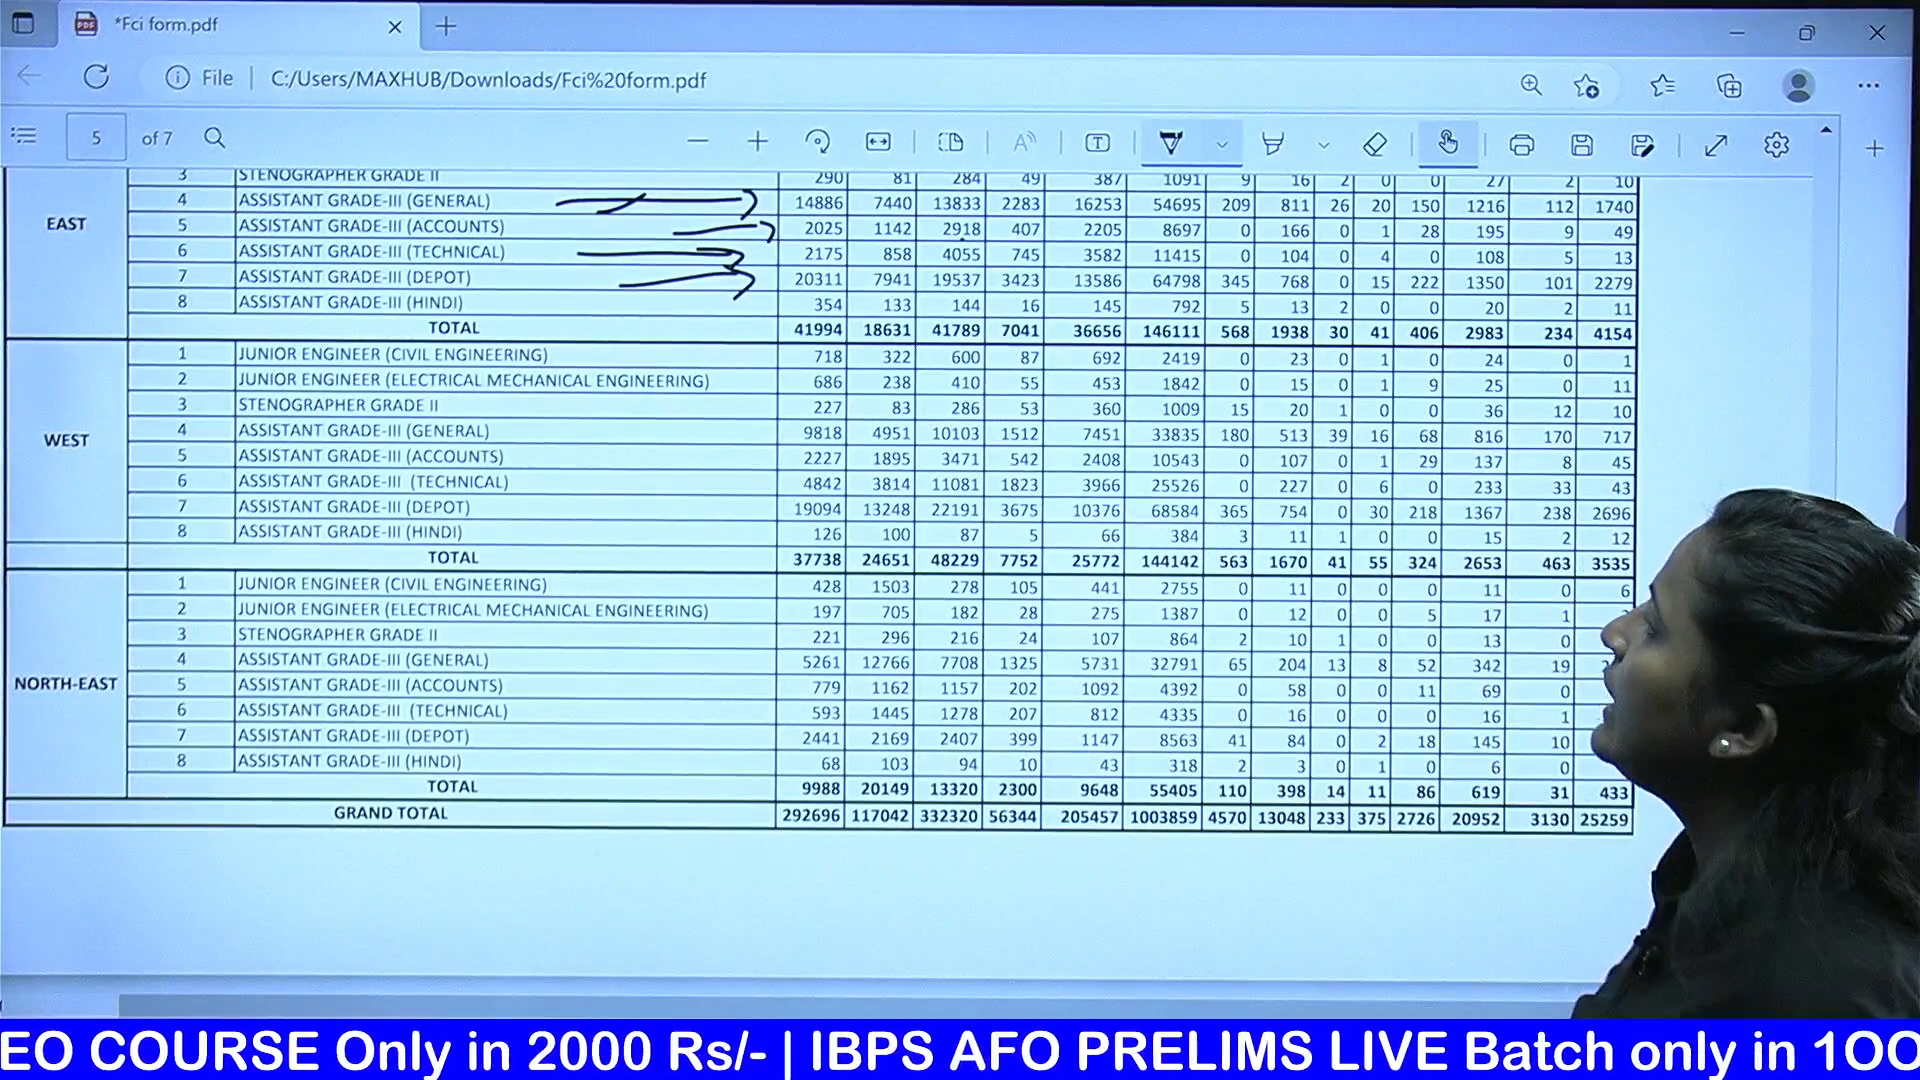 *Fci form.pdf
File C:/Users/MAXHUB/Downloads/Fci%20form.pdf
5 of 7
3 STENOGRAPHER GRADE II 290 81 284 49 387 1091 9 16 2 0 0 27 2 10
4 ASSISTANT GRADE-III (GENERAL) 14886 7440 13833 2283 16253 54695 209 811 26 20 150 1216 112 1740
EAST 5 ASSISTANT GRADE-III (ACCOUNTS) 2025 1142 2918 407 2205 8697 0 166 0 1 28 195 9 49
6 ASSISTANT GRADE-III (TECHNICAL) 2175 858 4055 745 3582 11415 0 104 0 4 0 108 5 13
7 ASSISTANT GRADE-III (DEPOT) 20311 7941 19537 3423 13586 64798 345 768 0 15 222 1350 101 2279
8 ASSISTANT GRADE-III (HINDI) 354 133 144 16 145 792 5 13 2 0 0 20 2 11
TOTAL 41994 18631 41789 7041 36656 146111 568 1938 30 41 406 2983 234 4154
1 JUNIOR ENGINEER (CIVIL ENGINEERING) 718 322 600 87 692 2419 0 23 0 1 0 24 0 1
2 JUNIOR ENGINEER (ELECTRICAL MECHANICAL ENGINEERING) 686 238 410 55 453 1842 0 15 0 1 9 25 0 11
3 STENOGRAPHER GRADE II 227 83 286 53 360 1009 15 20 1 0 0 36 12 10
WEST 4 ASSISTANT GRADE-III (GENERAL) 9818 4951 10103 1512 7451 33835 180 513 39 16 68 816 170 717
5 ASSISTANT GRADE-III (ACCOUNTS) 2227 1895 3471 542 2408 10543 0 107 0 1 29 137 8 45
6 ASSISTANT GRADE-III (TECHNICAL) 4842 3814 11081 1823 3966 25526 0 227 0 6 0 233 33 43
7 ASSISTANT GRADE-III (DEPOT) 19094 13248 22191 3675 10376 68584 365 754 0 30 218 1367 238 2696
8 ASSISTANT GRADE-III (HINDI) 126 100 87 5 66 384 3 11 1 0 0 15 2 12
TOTAL 37738 24651 48229 7752 25772 144142 563 1670 41 55 324 2653 463 3535
1 JUNIOR ENGINEER (CIVIL ENGINEERING) 428 1503 278 105 441 2755 0 11 0 0 0 11 0 6
2 JUNIOR ENGINEER (ELECTRICAL MECHANICAL ENGINEERING) 197 705 182 28 275 1387 0 12 0 0 5 17 1
3 STENOGRAPHER GRADE II 221 296 216 24 107 864 2 10 1 0 0 13 0
4 ASSISTANT GRADE-III (GENERAL) 5261 12766 7708 1325 5731 32791 65 204 13 8 52 342 19
NORTH-EAST 5 ASSISTANT GRADE-III (ACCOUNTS) 779 1162 1157 202 1092 4392 0 58 0 0 11 69 0
6 ASSISTANT GRADE-III (TECHNICAL) 593 1445 1278 207 812 4335 0 16 0 0 0 16 1
7 ASSISTANT GRADE-III (DEPOT) 2441 2169 2407 399 1147 8563 41 84 0 2 18 145 10
8 ASSISTANT GRADE-III (HINDI) 68 103 94 10 43 318 2 3 0 1 0 6 0
TOTAL 9988 20149 13320 2300 9648 55405 110 398 14 11 86 619 31 433
GRAND TOTAL 292696 117042 332320 56344 205457 1003859 4570 13048 233 375 2726 20952 3130 25259
EO COURSE Only in 2000 Rs/- | IBPS AFO PRELIMS LIVE Batch only in 1OO